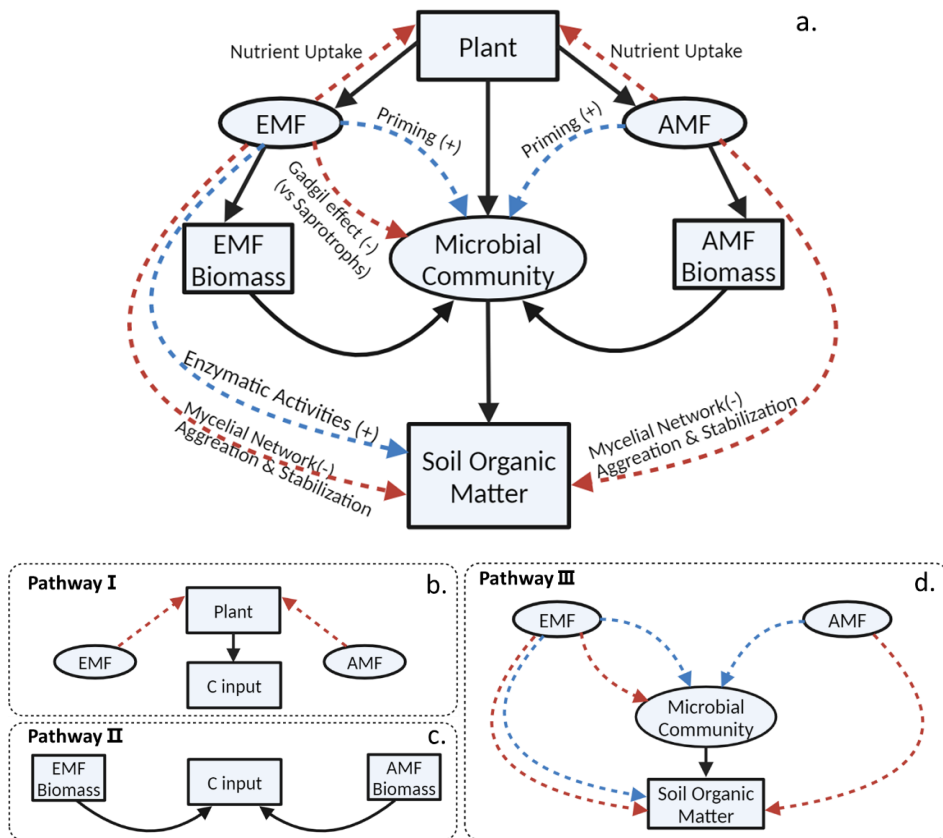 a.
Plant
Nutrient Uptake
Nutrient Uptake
EMF
AMF
Priming (+)
Priming (+)
Gadgil effect (-)
(vs Saprotrophs)
EMF
Biomass
Microbial
Community
AMF
Biomass
Enzymatic Activities (+)
Mycelial Network(-)
Aggreation & Stabilization
Mycelial Network(-)
Aggreation & Stabilization
Soil Organic
Matter
Pathway Ⅰ
b.
Plant
EMF
AMF
C input
Pathway Ⅱ
c.
EMF
Biomass
C input
AMF
Biomass
Pathway Ⅲ
d.
EMF
AMF
Microbial
Community
Soil Organic
Matter